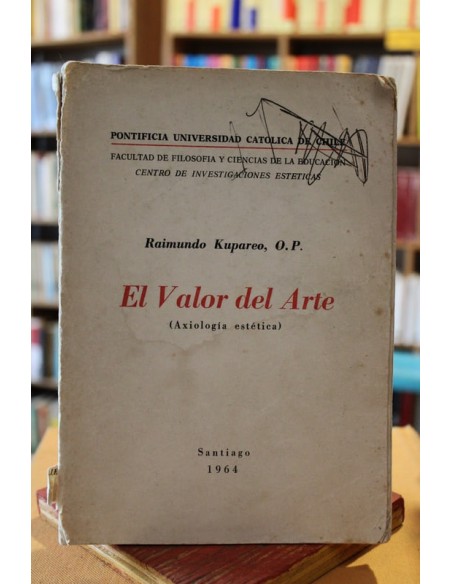 PONTIFICIA UNIVERSIDAD CATOLICA DE CHILE
FACULTAD DE FILOSOFIA Y CIENCIAS DE LA EDUCACION
CENTRO DE INVESTIGACIONES ESTETICAS
Raimundo Kupareo, O.P.
El Valor del Arte
(Axiología estética)
Santiago
1964